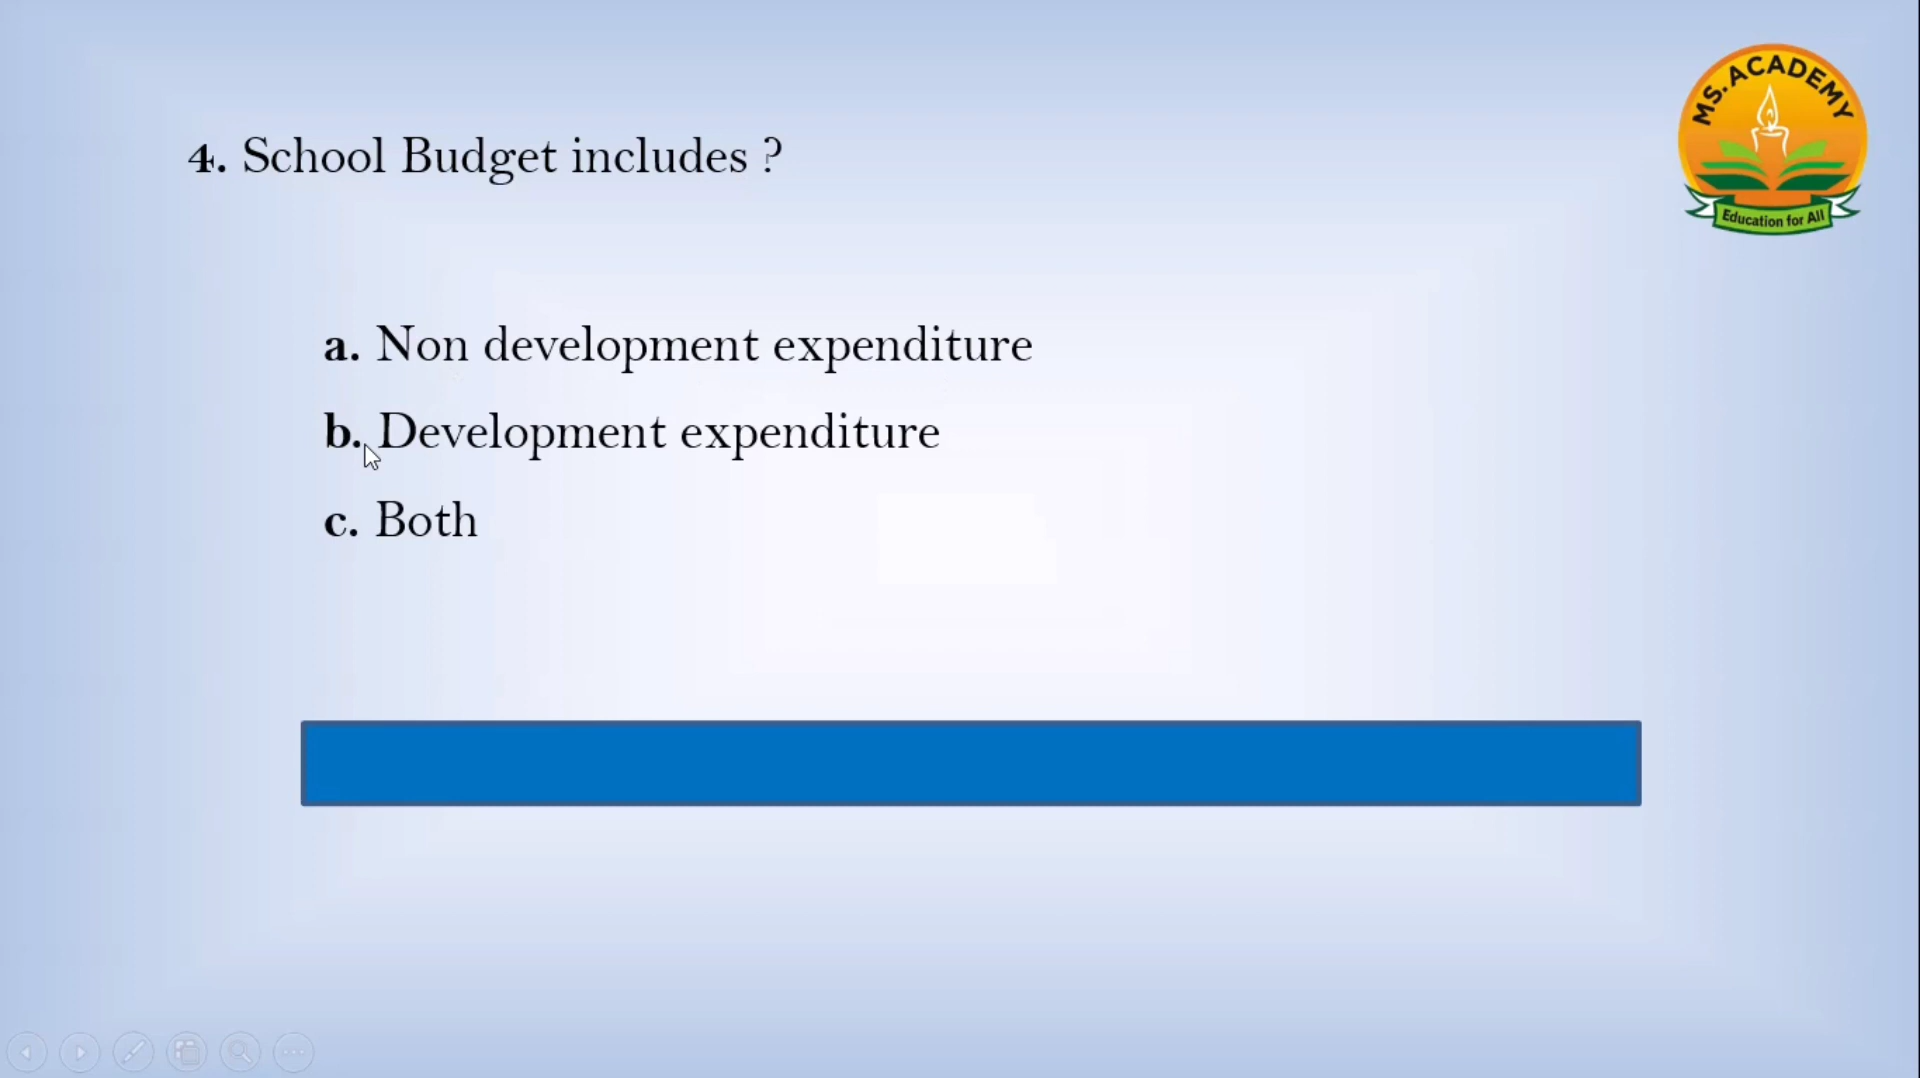 MS. ACADEMY
Education for All
4. School Budget includes ?
a. Non development expenditure
b. Development expenditure
c. Both